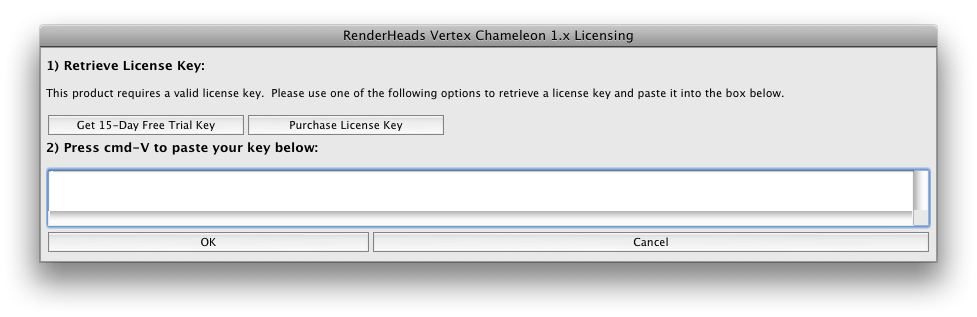 RenderHeads Vertex Chameleon 1.x Licensing
1) Retrieve License Key:
This product requires a valid license key.  Please use one of the following options to retrieve a license key and paste it into the box below.
Get 15-Day Free Trial Key
Purchase License Key
2) Press cmd-V to paste your key below:
OK
Cancel